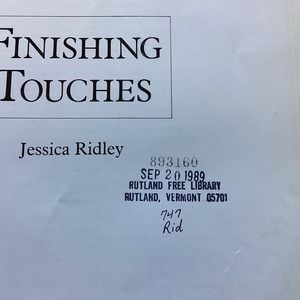 FINISHING
TOUCHES
Jessica Ridley
893160
SEP 20 1989
RUTLAND FREE LIBRARY
RUTLAND, VERMONT 05701
747
Rid